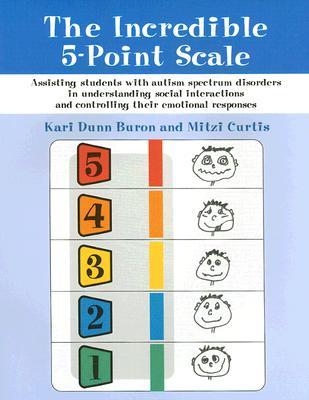 The Incredible
5-Point Scale
Assisting students with autism spectrum disorders
in understanding social interactions
and controlling their emotional responses
Kari Dunn Buron and Mitzi Curtis
5
4
3
2
1